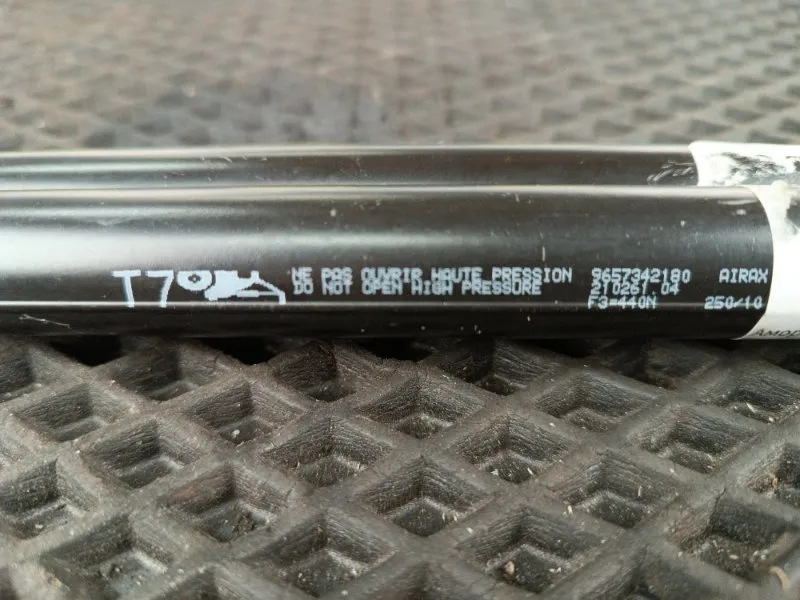 T7 NE PAS OUVRIR HAUTE PRESSION 9657342180 AIRAX
DO NOT OPEN HIGH PRESSURE 210261 04
F3=440N 250/10